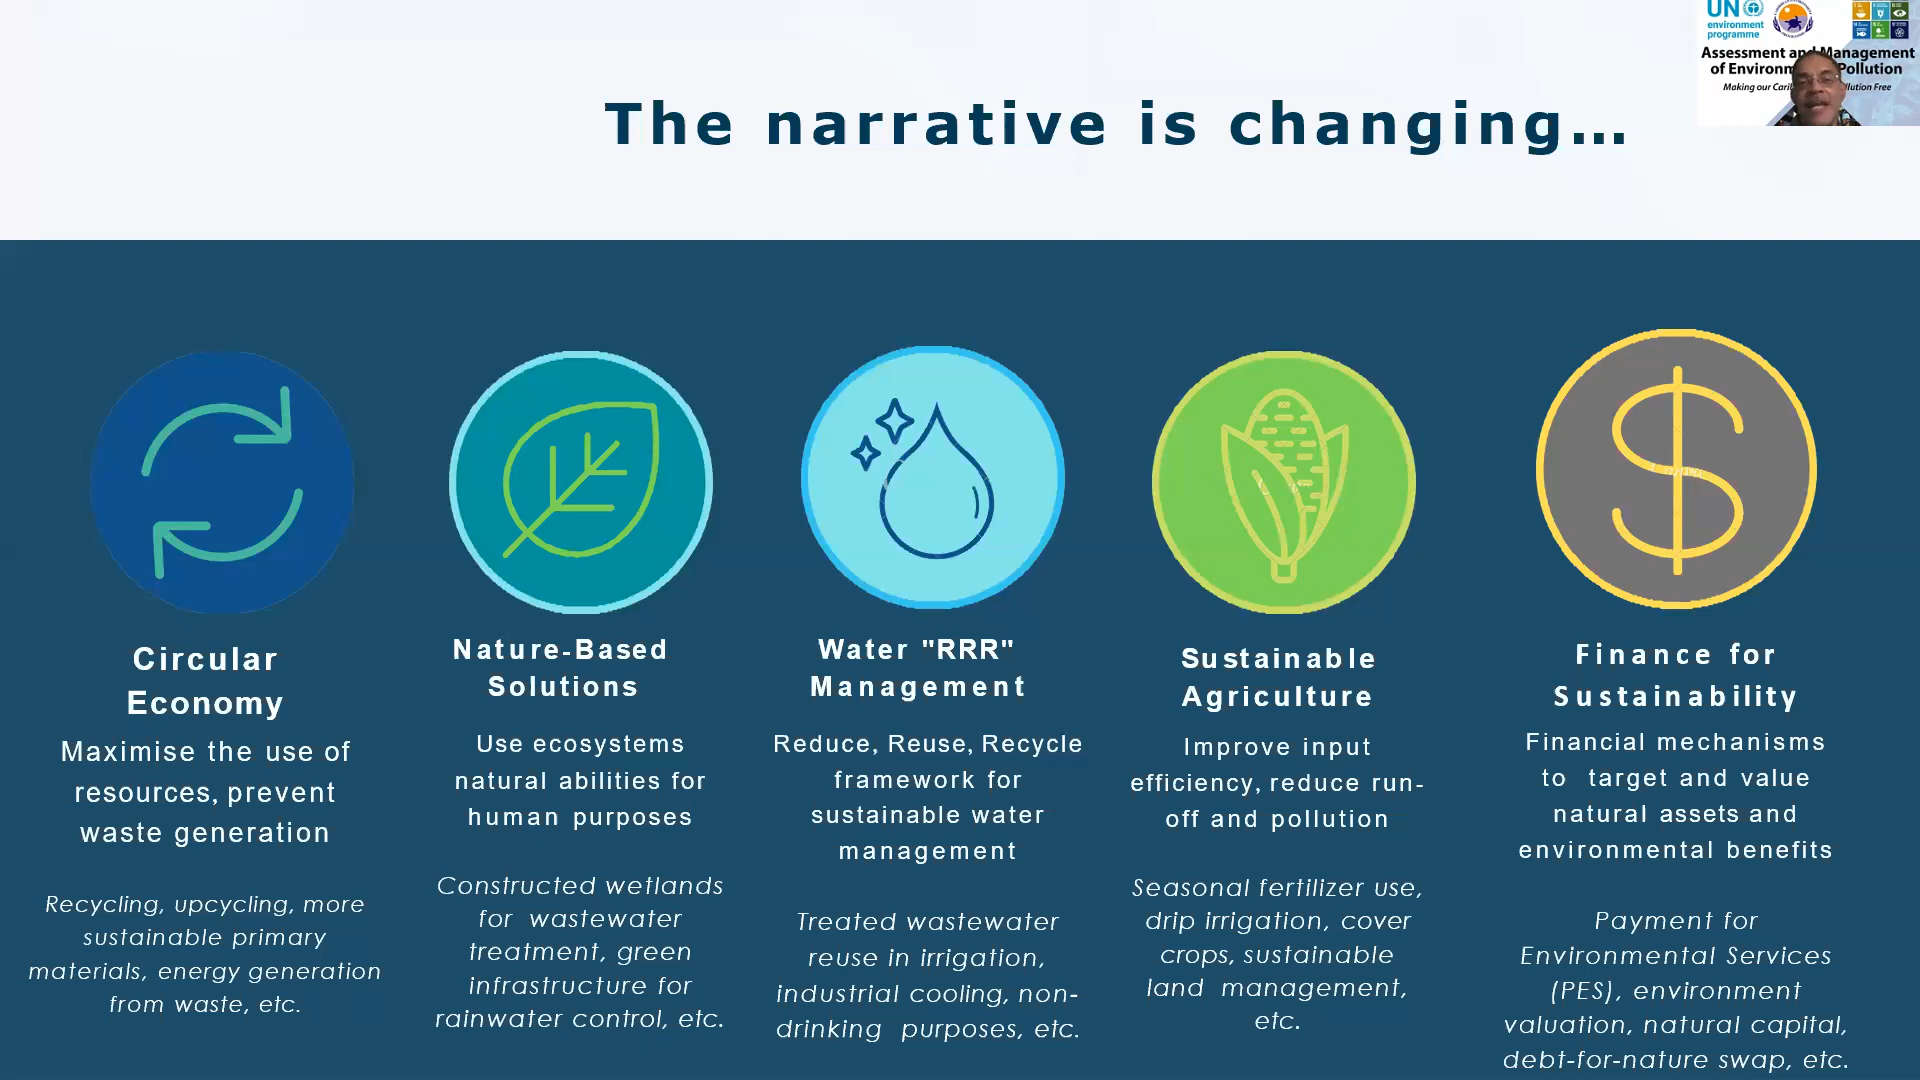 UN
environment
programme
Assessment and Management
of Environm Pollution
Making our Cari llution Free
The narrative is changing...
Circular
Economy
Maximise the use of
resources, prevent
waste generation
Recycling, upcycling, more
sustainable primary
materials, energy generation
from waste, etc.
Nature-Based
Solutions
Use ecosystems
natural abilities for
human purposes
Constructed wetlands
for wastewater
treatment, green
infrastructure for
rainwater control, etc.
Water "RRR"
Management
Reduce, Reuse, Recycle
framework for
sustainable water
management
Treated wastewater
reuse in irrigation,
industrial cooling, non-
drinking purposes, etc.
Sustainable
Agriculture
Improve input
efficiency, reduce run-
off and pollution
Seasonal fertilizer use,
drip irrigation, cover
crops, sustainable
land management,
etc.
Finance for
Sustainability
Financial mechanisms
to target and value
natural assets and
environmental benefits
Payment for
Environmental Services
(PES), environment
valuation, natural capital,
debt-for-nature swap, etc.